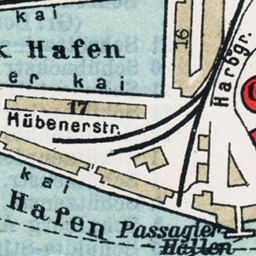 kai
k Hafen
er kai
16
Harbgr.
17
Hübenerstr.
kai
Hafen
Passagier
Hallen